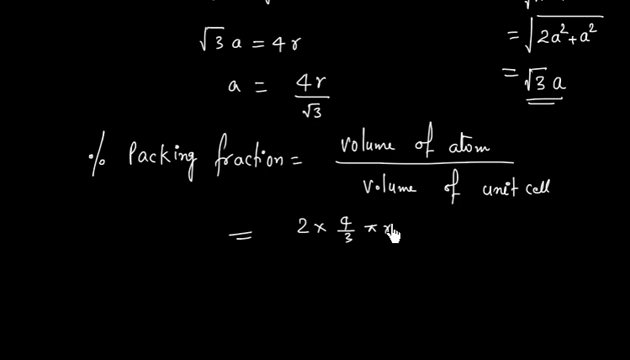 √3 a = 4r
= √2a²+a²
a = 4r/√3
= √3 a
% Packing fraction = volume of atom / volume of unit cell
= 2 × 4/3 π